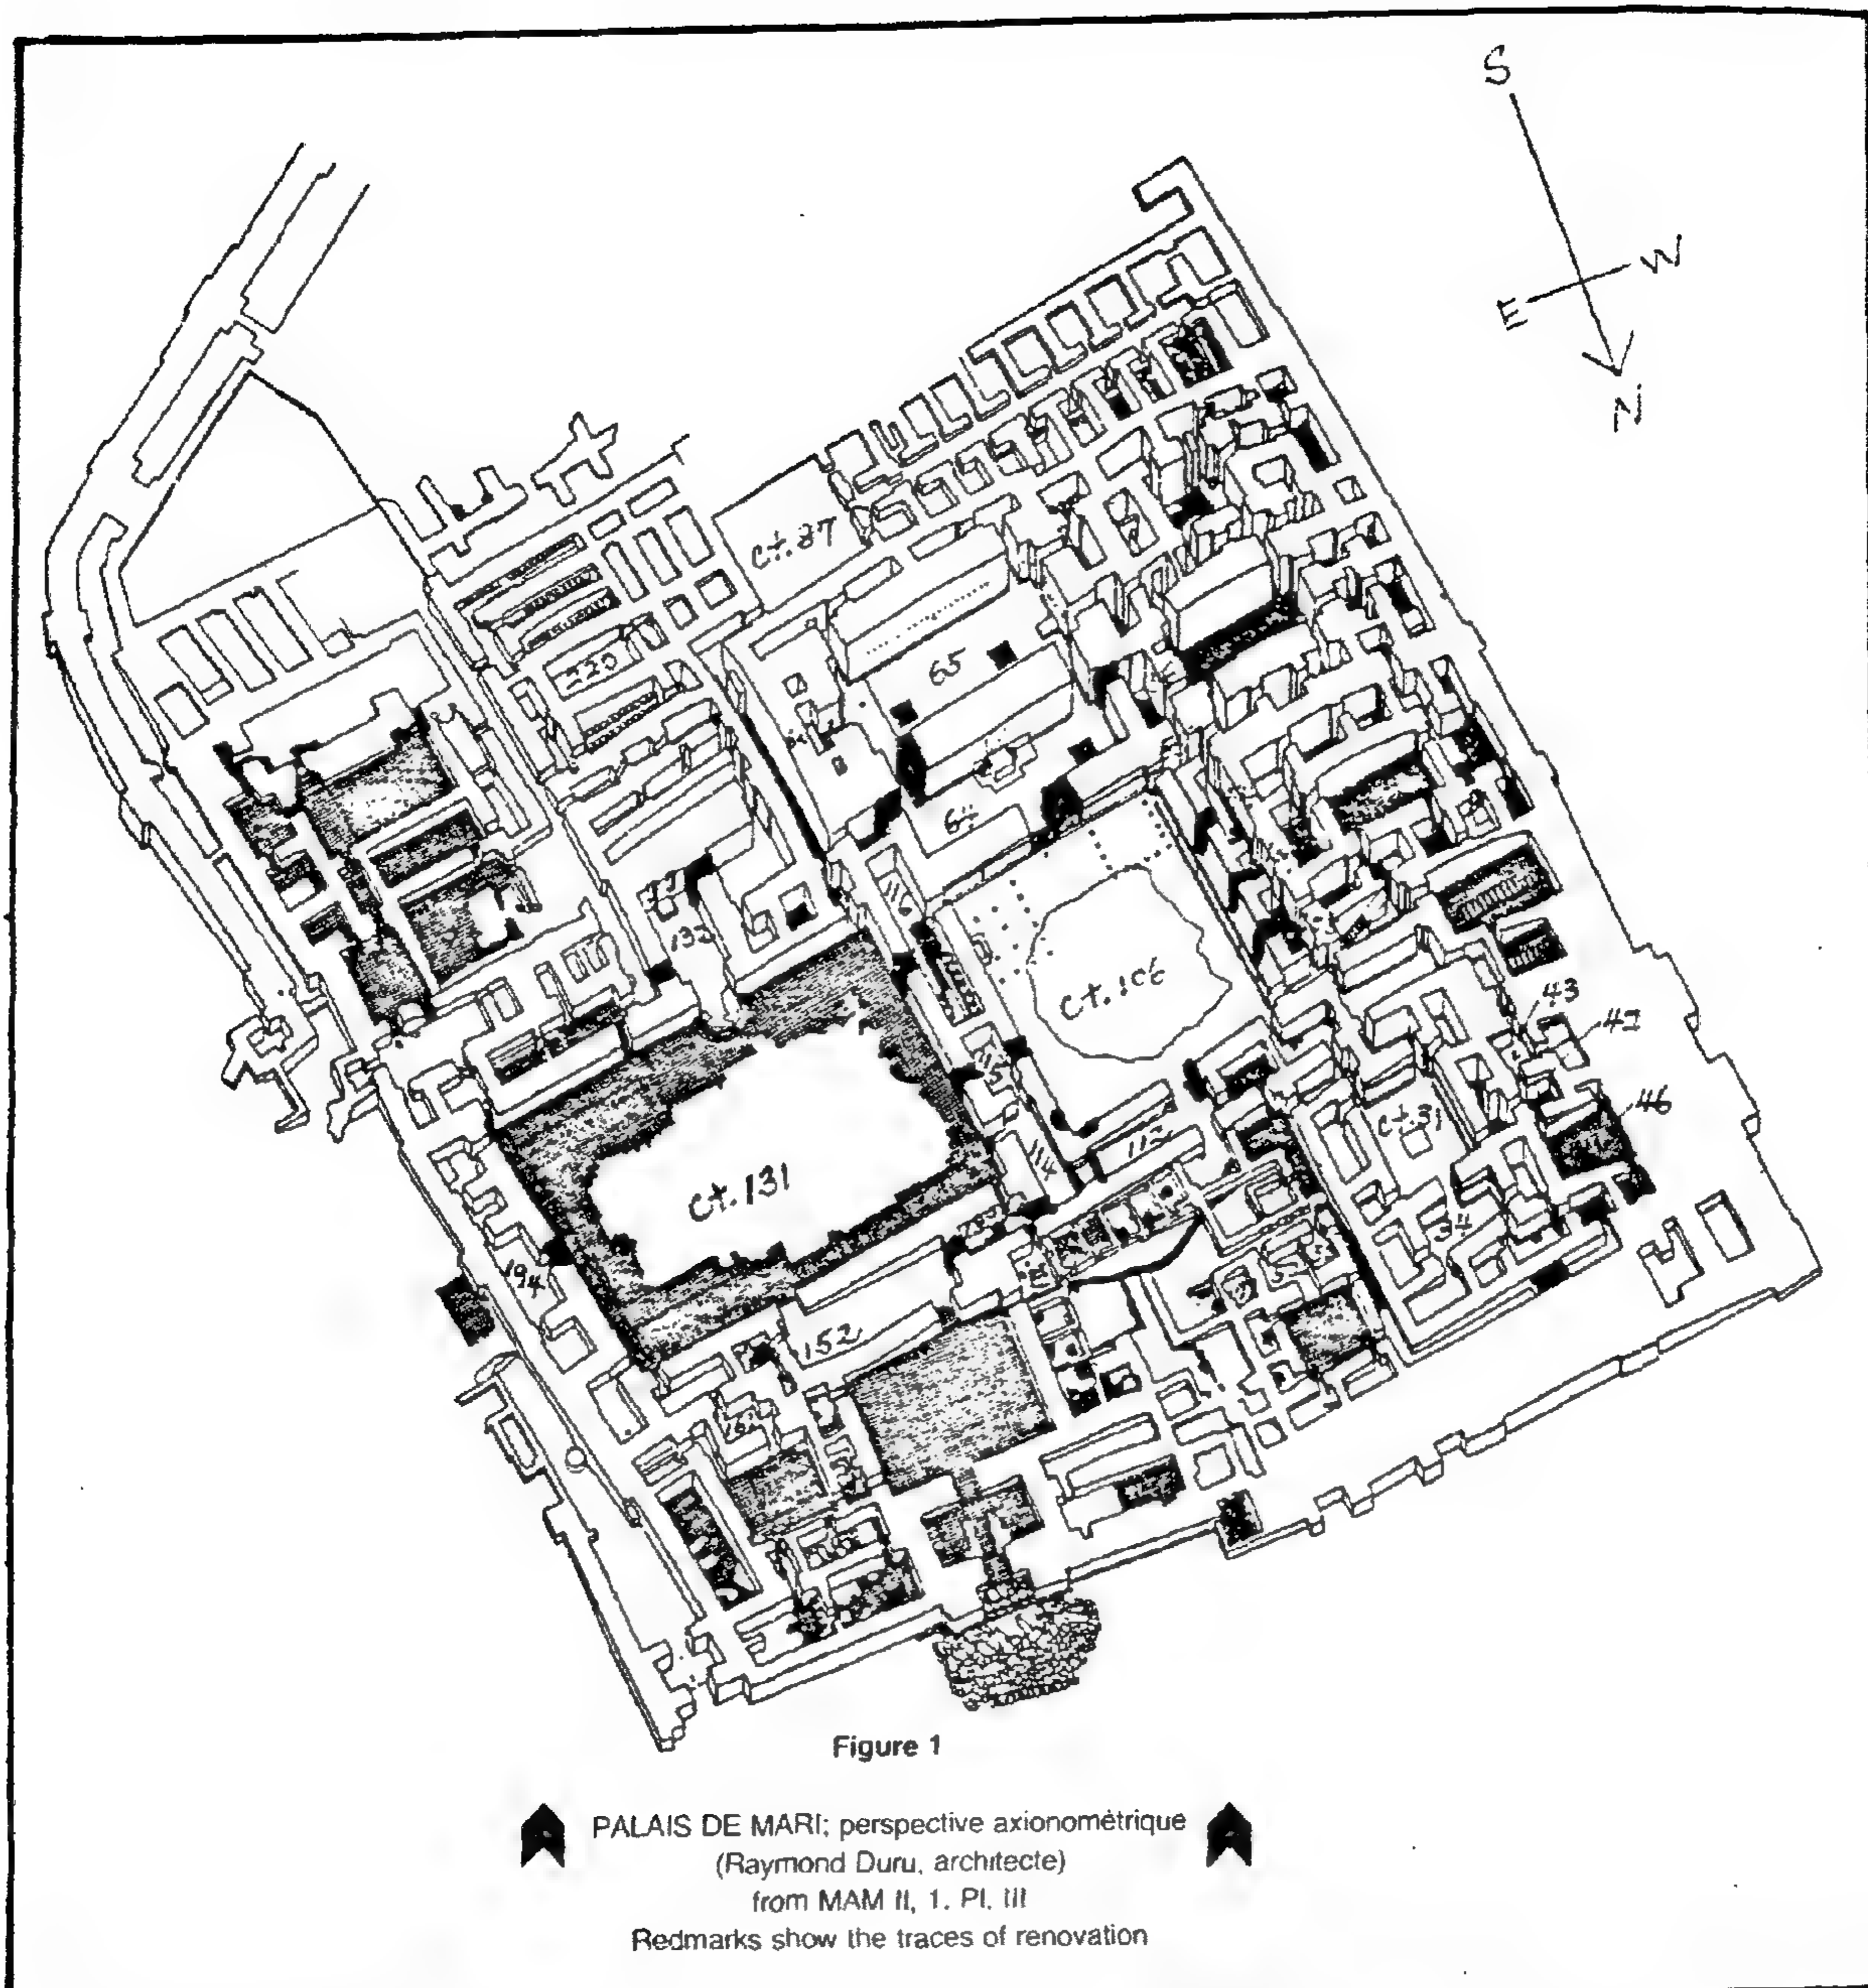 S
W
E
N
ct. 87
220
65
64
116
133
ct. 106
43
42
46
ct. 31
112
ct. 131
34
194
152
Figure 1
PALAIS DE MARI; perspective axionométrique
(Raymond Duru, architecte)
from MAM II, 1. Pl. III
Redmarks show the traces of renovation